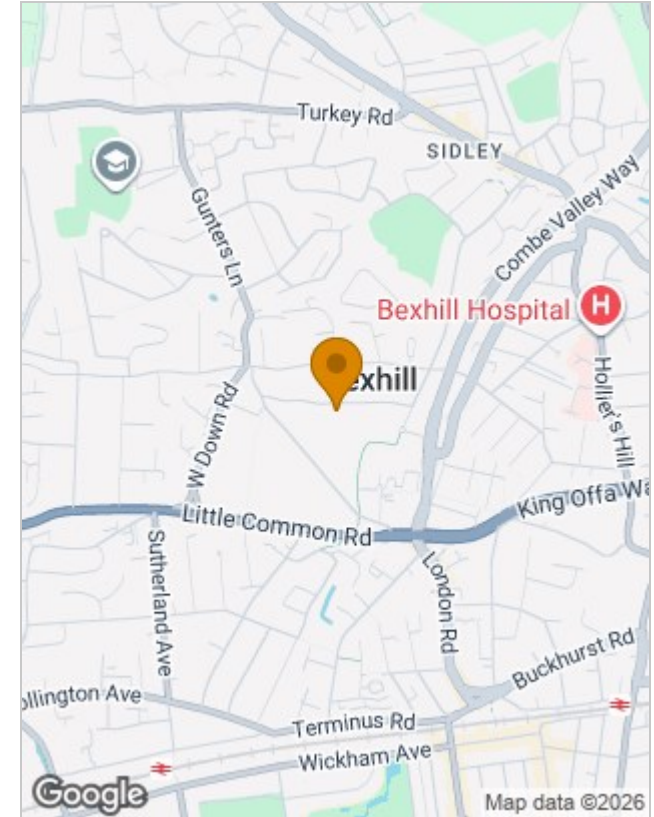 Turkey Rd
SIDLEY
Gunters Ln
Combe Valley Way
Bexhill Hospital
H
exhill
Hollier's Hill
W Down Rd
King Offa Wa
Little Common Rd
Sutherland Ave
London Rd
Buckhurst Rd
ollington Ave
Terminus Rd
Wickham Ave
Google
Map data ©2026